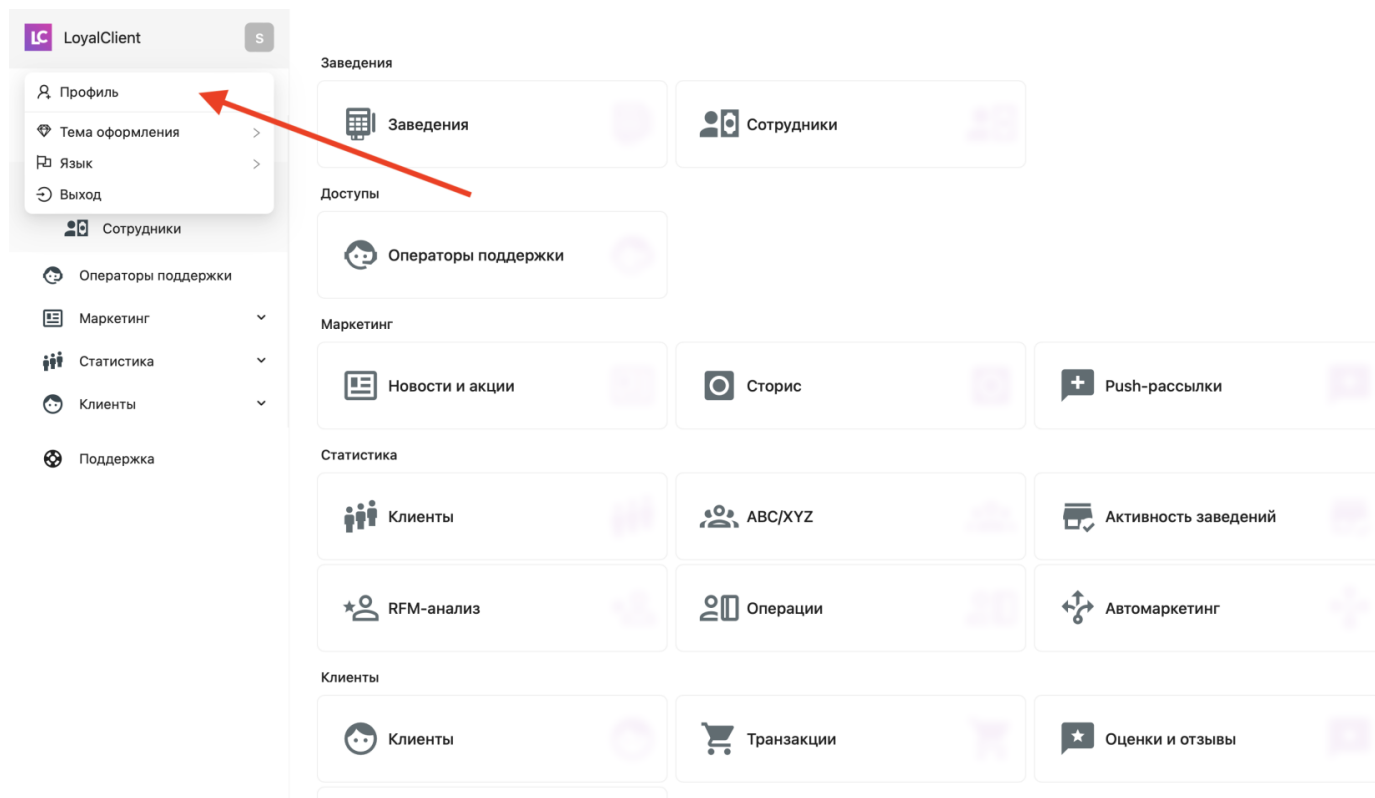 LC LoyalClient S
Профиль
Тема оформления
Язык
Выход
Сотрудники
Операторы поддержки
Маркетинг
Статистика
Клиенты
Поддержка
Заведения
Заведения
Сотрудники
Доступы
Операторы поддержки
Маркетинг
Новости и акции
Сторис
Push-рассылки
Статистика
Клиенты
ABC/XYZ
Активность заведений
RFM-анализ
Операции
Автомаркетинг
Клиенты
Клиенты
Транзакции
Оценки и отзывы